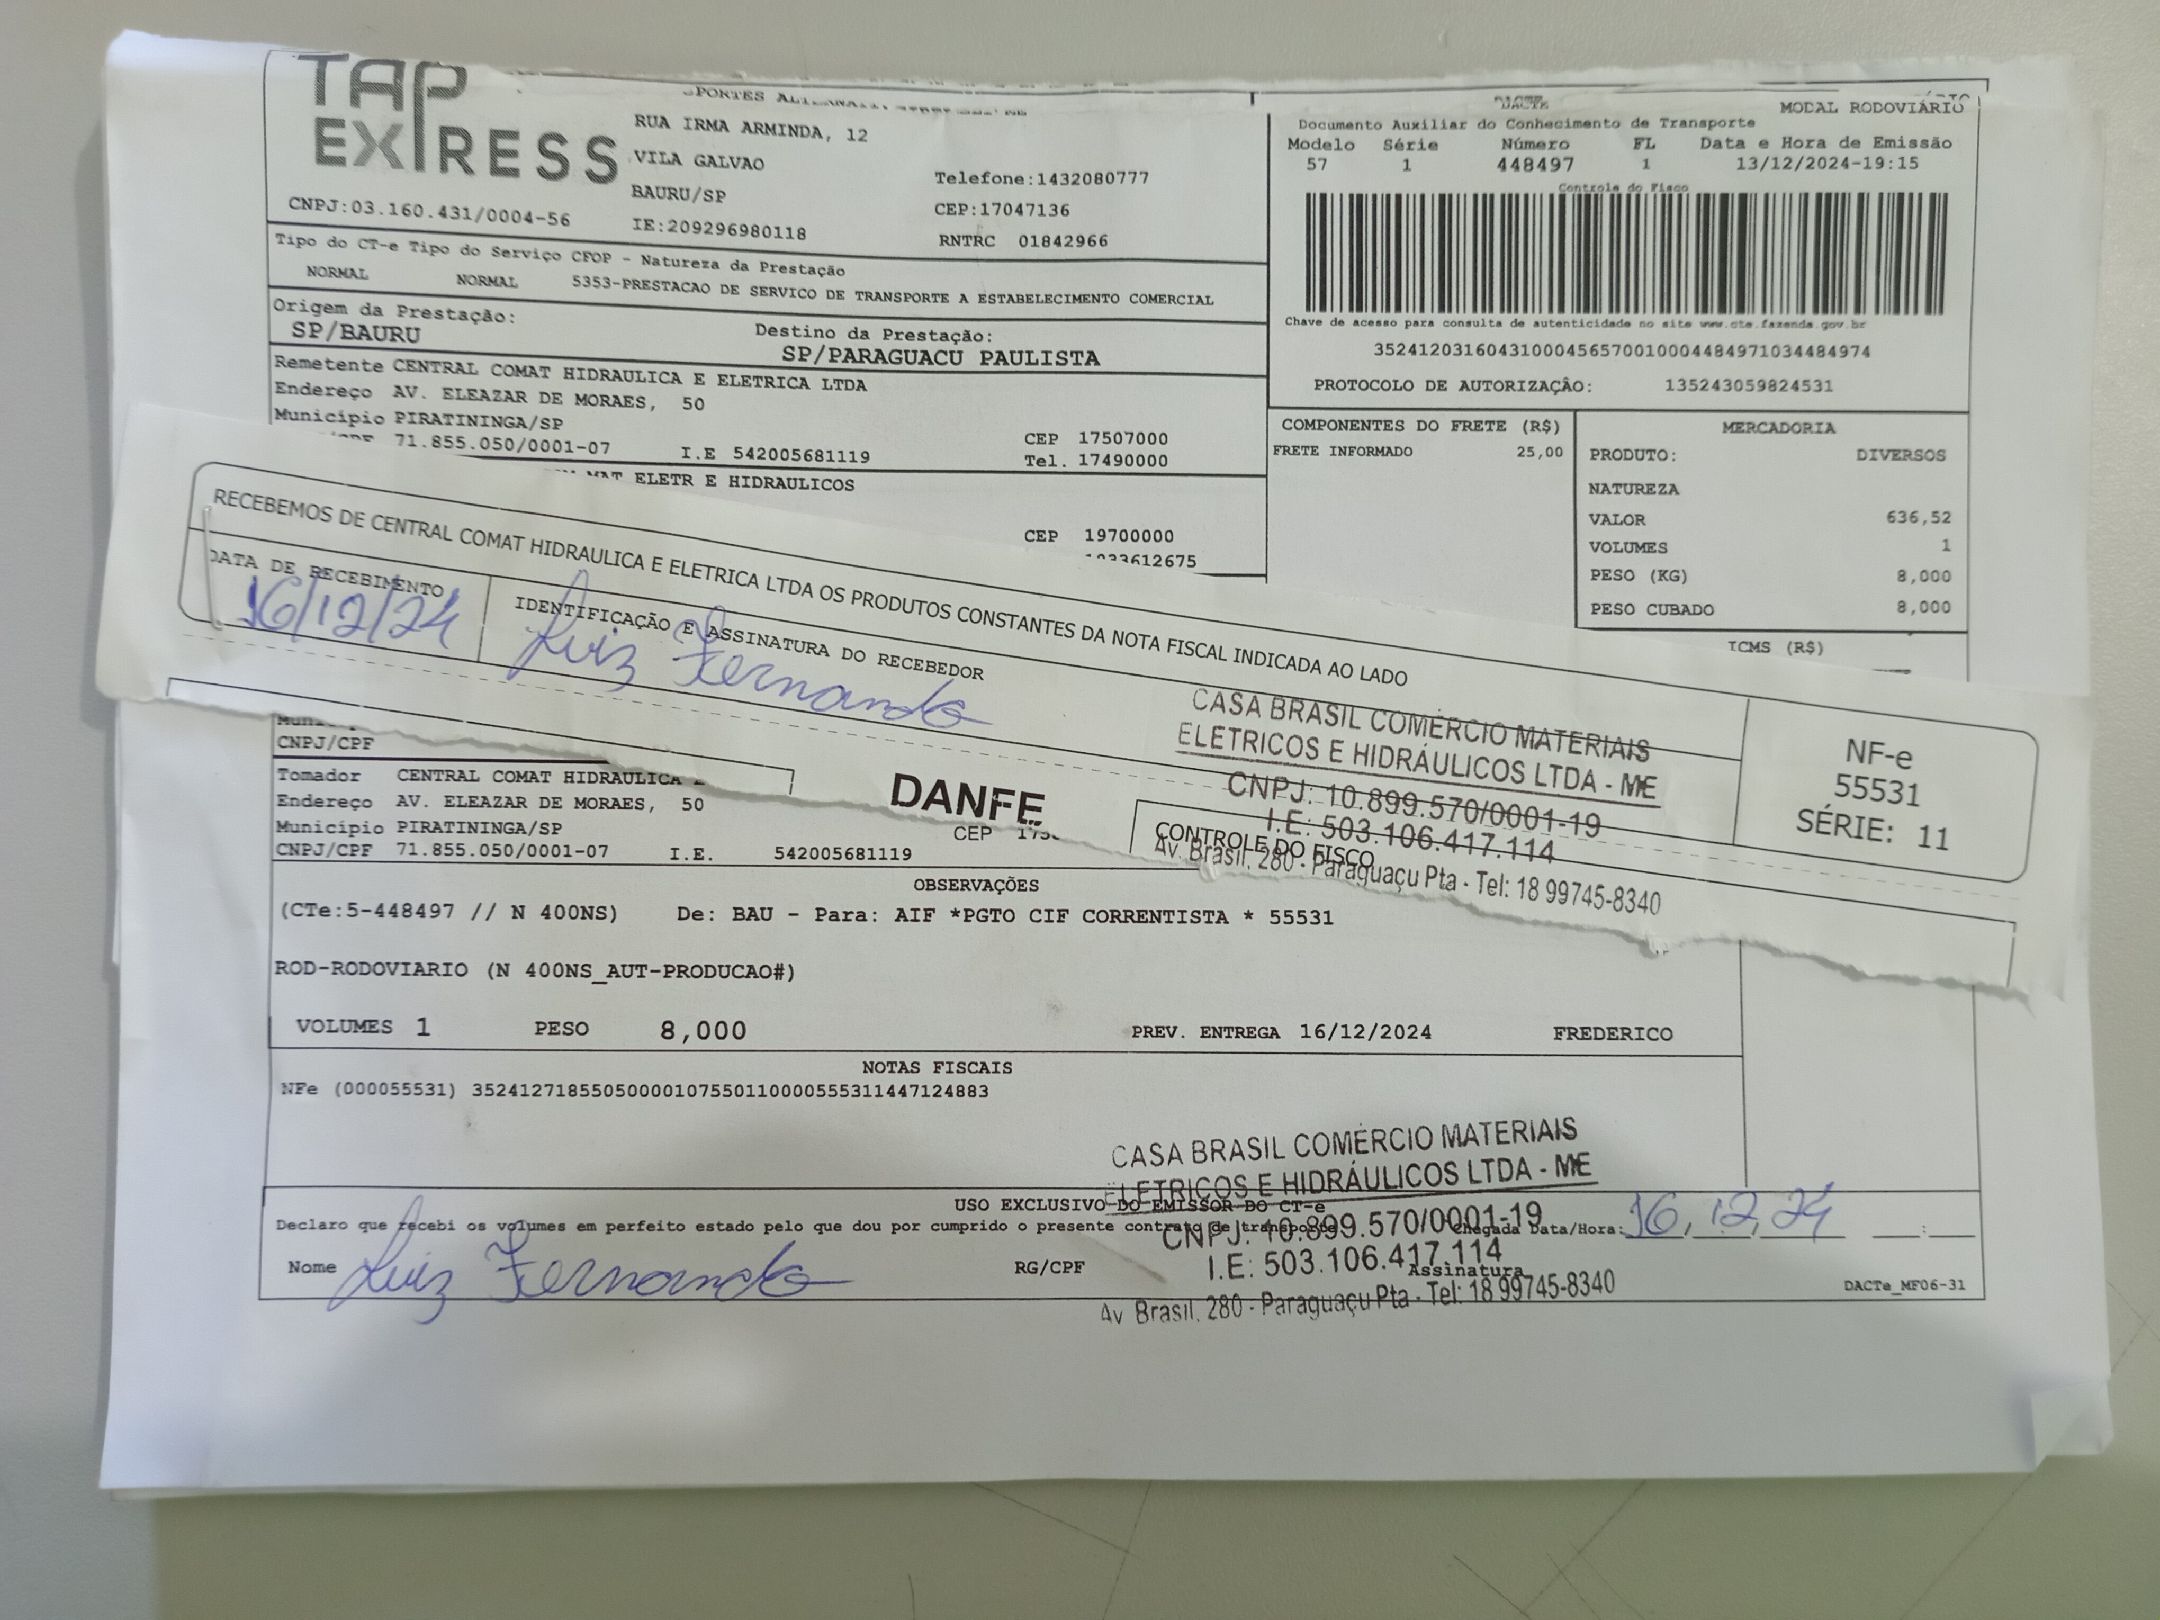 TAP
EXPRESS
RUA IRMA ARMINDA, 12
VILA GALVAO
BAURU/SP
IE:209296980118
Telefone:1432080777
CEP:17047136
RNTRC 01842966
CNPJ:03.160.431/0004-56
MODAL RODOVIÁRIO
Documento Auxiliar do Conhecimento de Transporte
Modelo Série Número FL Data e Hora de Emissão
57 1 448497 1 13/12/2024-19:15
Controle do Fisco
Chave de acesso para consulta de autenticidade no site www.cte.fazenda.gov.br
35241203160431000456570010004484971034484974
PROTOCOLO DE AUTORIZAÇÃO: 135243059824531
Tipo do CT-e Tipo do Serviço CFOP - Natureza da Prestação
NORMAL NORMAL 5353-PRESTACAO DE SERVICO DE TRANSPORTE A ESTABELECIMENTO COMERCIAL
Origem da Prestação:
SP/BAURU
Destino da Prestação:
SP/PARAGUACU PAULISTA
Remetente CENTRAL COMAT HIDRAULICA E ELETRICA LTDA
Endereço AV. ELEAZAR DE MORAES, 50
Município PIRATININGA/SP
71.855.050/0001-07 I.E 542005681119
CEP 17507000
Tel. 17490000
ELETR E HIDRAULICOS
CEP 19700000
COMPONENTES DO FRETE (R$)
FRETE INFORMADO 25,00
MERCADORIA
PRODUTO: DIVERSOS
NATUREZA
VALOR 636,52
VOLUMES 1
PESO (KG) 8,000
PESO CUBADO 8,000
ICMS (R$)
RECEBEMOS DE CENTRAL COMAT HIDRAULICA E ELETRICA LTDA OS PRODUTOS CONSTANTES DA NOTA FISCAL INDICADA AO LADO
DATA DE RECEBIMENTO
16/12/24
IDENTIFICAÇÃO E ASSINATURA DO RECEBEDOR
Luiz Fernando
CASA BRASIL COMÉRCIO MATERIAIS
ELETRICOS E HIDRÁULICOS LTDA - ME
CNPJ: 10.899.570/0001-19
I.E: 503.106.417.114
Av. Brasil, 280 - Paraguaçu Pta - Tel: 18 99745-8340
NF-e
55531
SÉRIE: 11
DANFE
CONTROLE DO FISCO
CNPJ/CPF
Tomador CENTRAL COMAT HIDRAULICA
Endereço AV. ELEAZAR DE MORAES, 50
Município PIRATININGA/SP
CEP
CNPJ/CPF 71.855.050/0001-07 I.E. 542005681119
OBSERVAÇÕES
(CTe:5-448497 // N 400NS) De: BAU - Para: AIF *PGTO CIF CORRENTISTA * 55531
ROD-RODOVIARIO (N 400NS_AUT-PRODUCAO#)
VOLUMES 1 PESO 8,000 PREV. ENTREGA 16/12/2024 FREDERICO
NOTAS FISCAIS
NFe (000055531) 35241271855050000107550110000555311447124883
CASA BRASIL COMÉRCIO MATERIAIS
ELETRICOS E HIDRÁULICOS LTDA - ME
CNPJ: 10.899.570/0001-19
I.E: 503.106.417.114
Av Brasil, 280 - Paraguaçu Pta - Tel: 18 99745-8340
USO EXCLUSIVO DO EMISSOR DO CT-e
Declaro que recebi os volumes em perfeito estado pelo que dou por cumprido o presente contrato de transporte
Chegada Data/Hora: 16, 12, 24 :
Nome Luiz Fernando RG/CPF Assinatura
DACTe_MF06-31